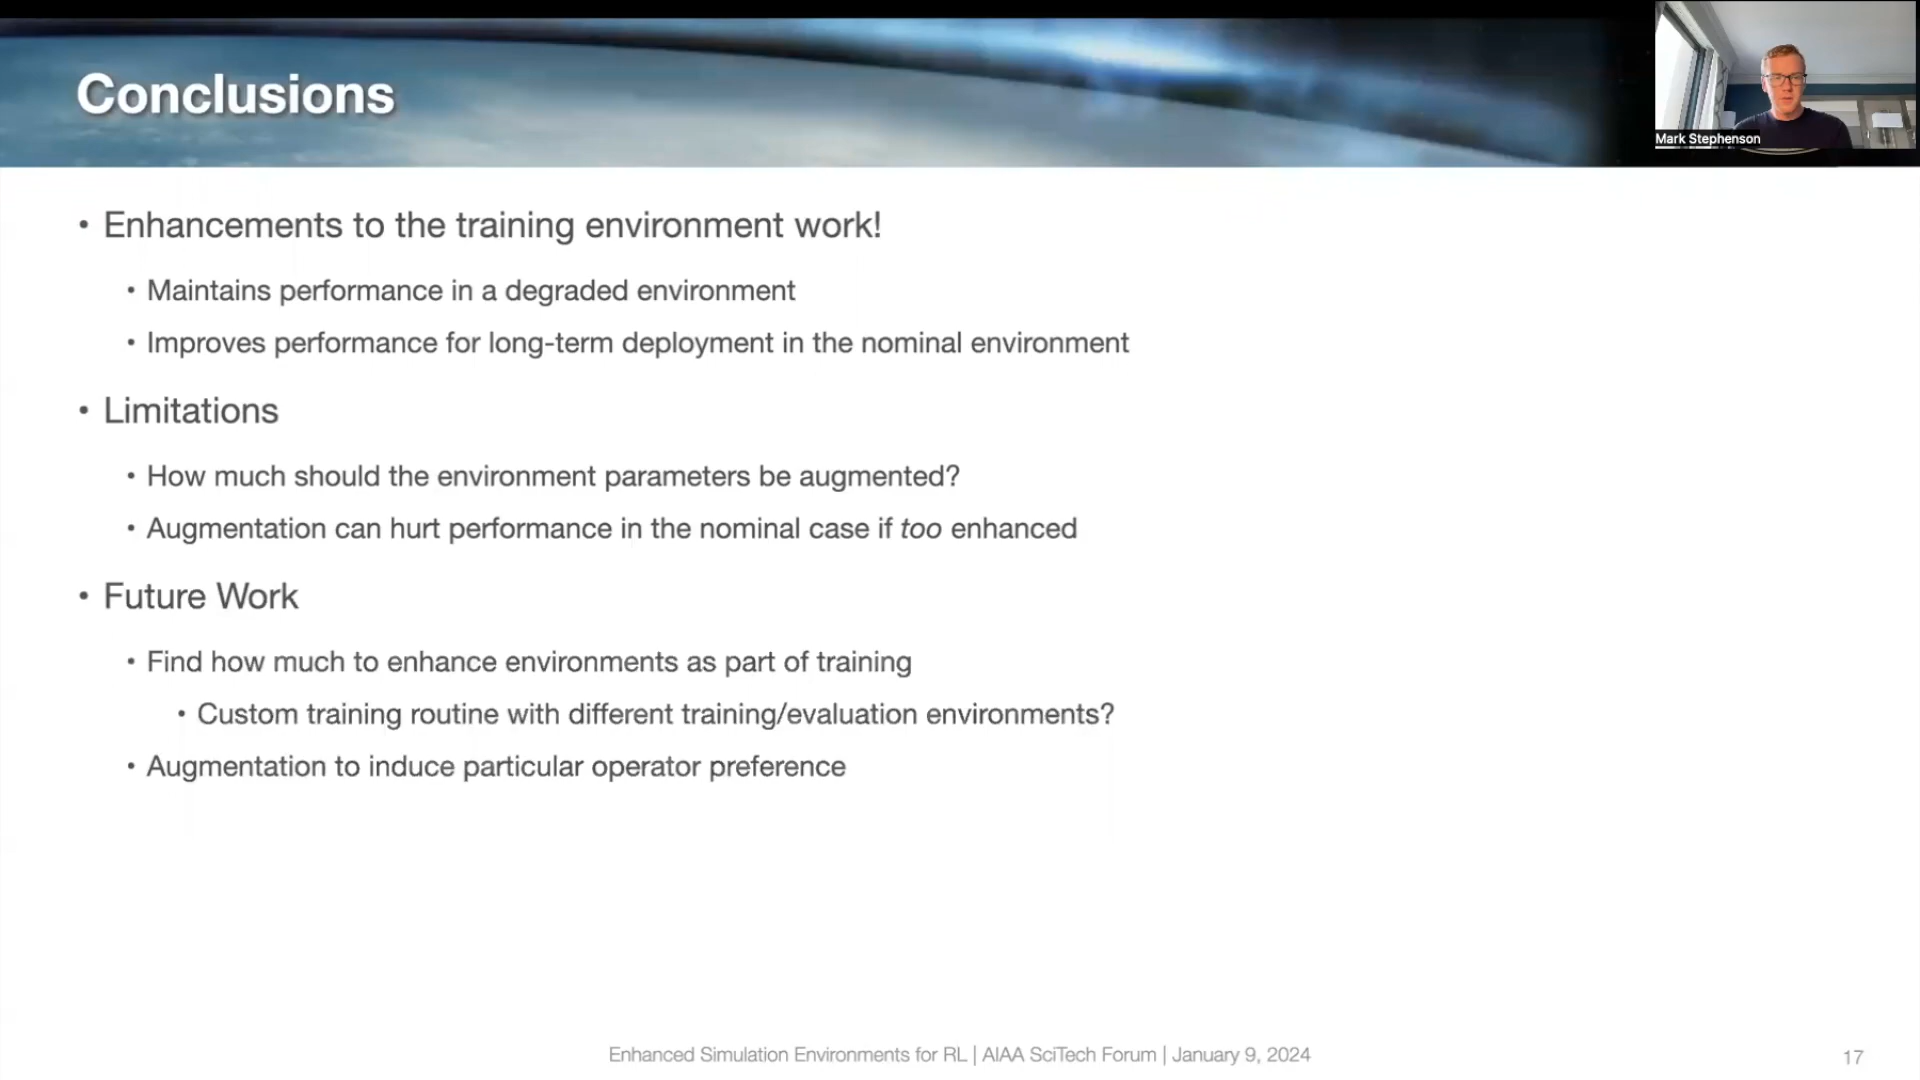 Conclusions
Mark Stephenson
• Enhancements to the training environment work!
• Maintains performance in a degraded environment
• Improves performance for long-term deployment in the nominal environment
• Limitations
• How much should the environment parameters be augmented?
• Augmentation can hurt performance in the nominal case if too enhanced
• Future Work
• Find how much to enhance environments as part of training
• Custom training routine with different training/evaluation environments?
• Augmentation to induce particular operator preference
Enhanced Simulation Environments for RL | AIAA SciTech Forum | January 9, 2024
17